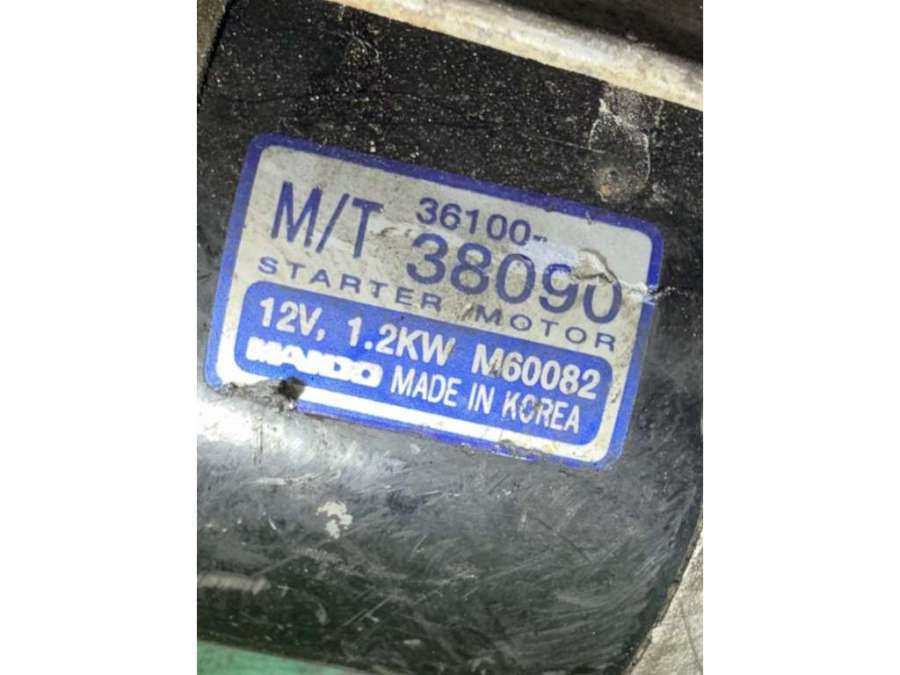 M/T 36100-
38090
STARTER MOTOR
12V, 1.2KW M60082
MANDO MADE IN KOREA